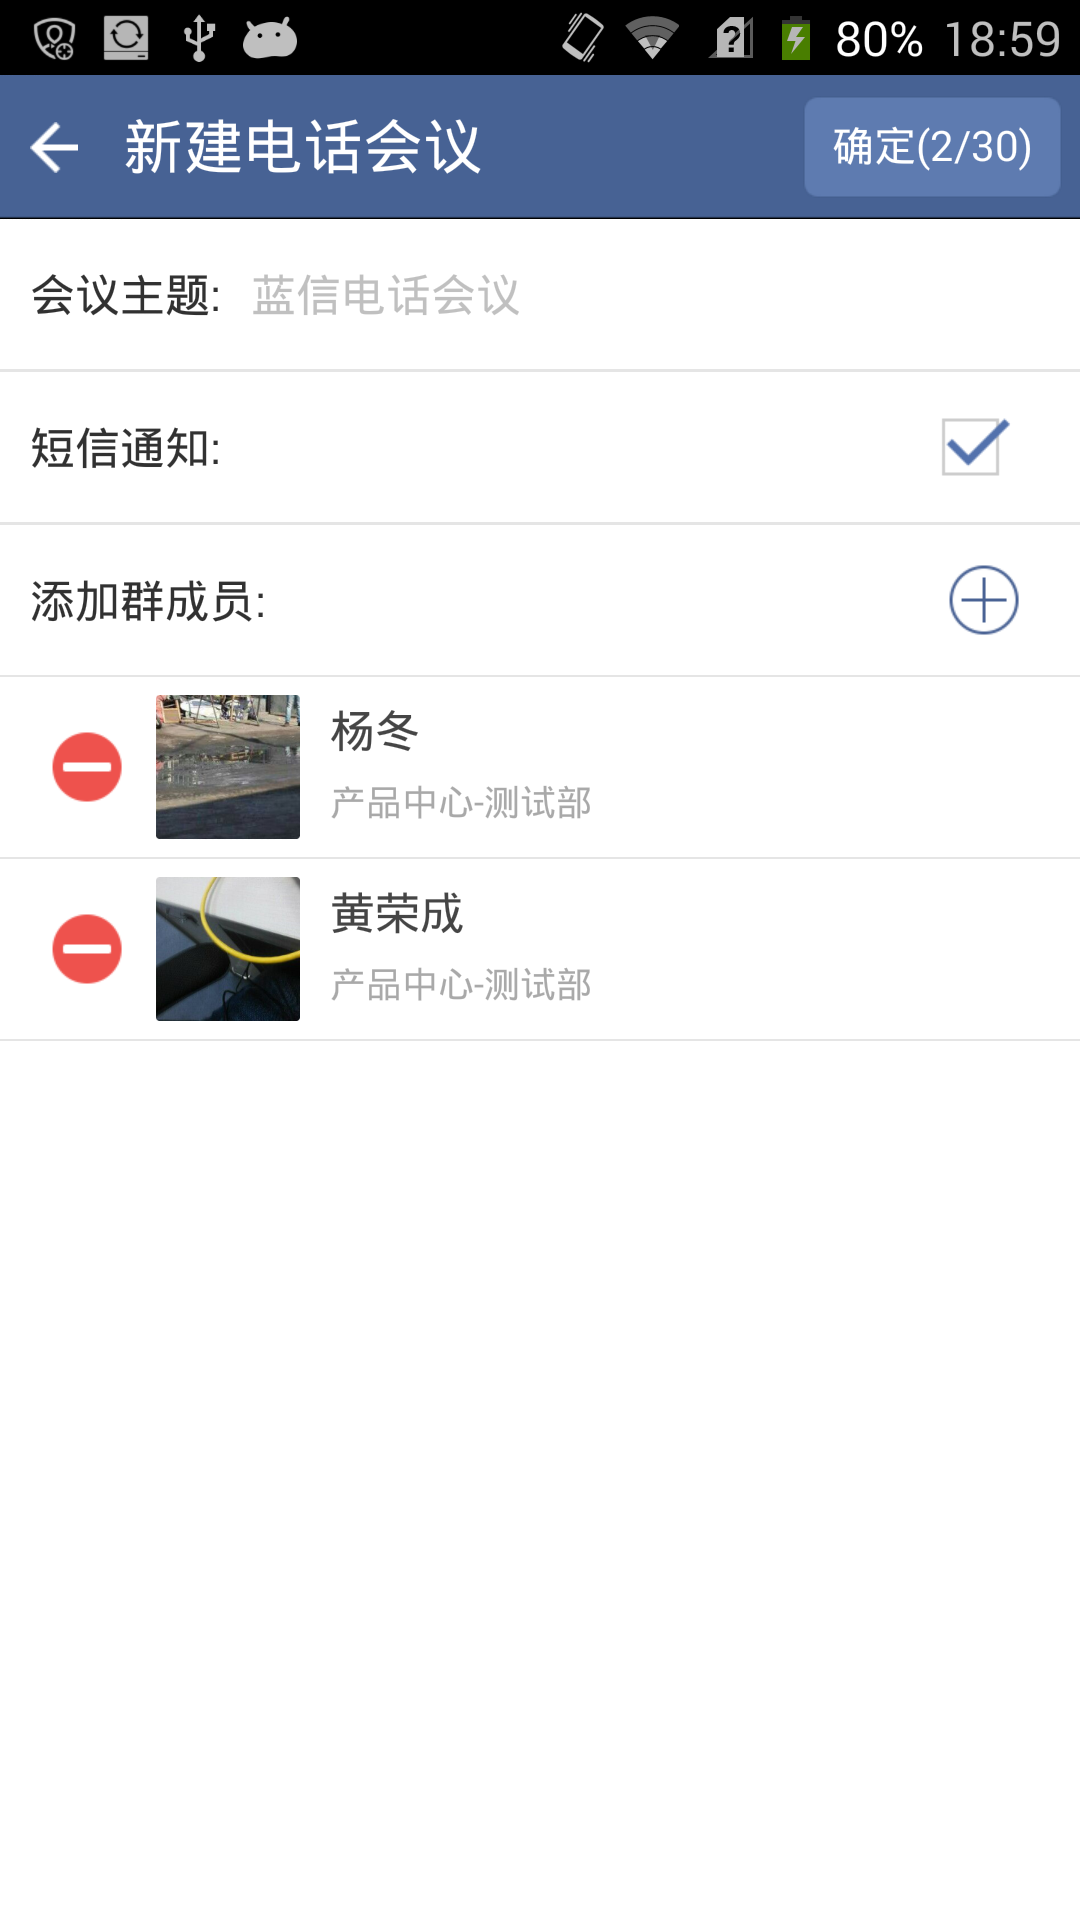 80% 18:59
新建电话会议
确定(2/30)
会议主题: 蓝信电话会议
短信通知:
添加群成员:
杨冬
产品中心-测试部
黄荣成
产品中心-测试部